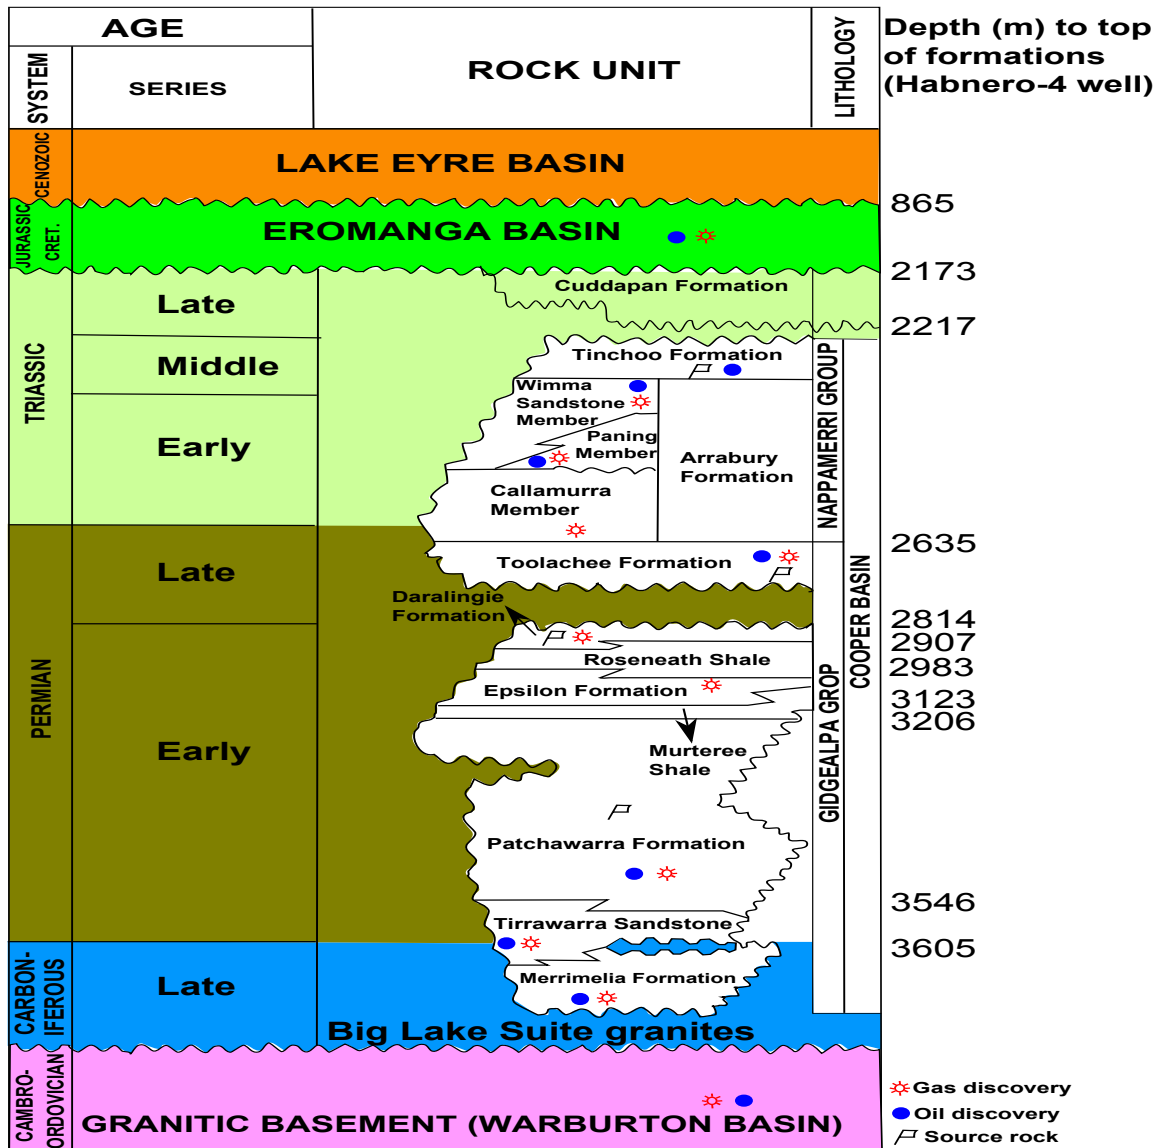 AGE
SYSTEM
SERIES
ROCK UNIT
LITHOLOGY
Depth (m) to top
of formations
(Habnero-4 well)
CENOZOIC
LAKE EYRE BASIN
865
JURASSIC
CRET.
EROMANGA BASIN
2173
TRIASSIC
Late
Cuddapan Formation
2217
Middle
Tinchoo Formation
Early
Wimma
Sandstone
Member
Paning
Member
Arrabury
Formation
Callamurra
Member
NAPPAMERRI GROUP
2635
PERMIAN
Late
Toolachee Formation
Daralingie
Formation
2814
2907
Roseneath Shale
2983
Epsilon Formation
3123
3206
Early
Murteree
Shale
Patchawarra Formation
GIDGEALPA GROP
COOPER BASIN
3546
Tirrawarra Sandstone
3605
CARBON-
IFEROUS
Late
Merrimelia Formation
Big Lake Suite granites
CAMBRO-
ORDOVICIAN
GRANITIC BASEMENT (WARBURTON BASIN)
Gas discovery
Oil discovery
Source rock